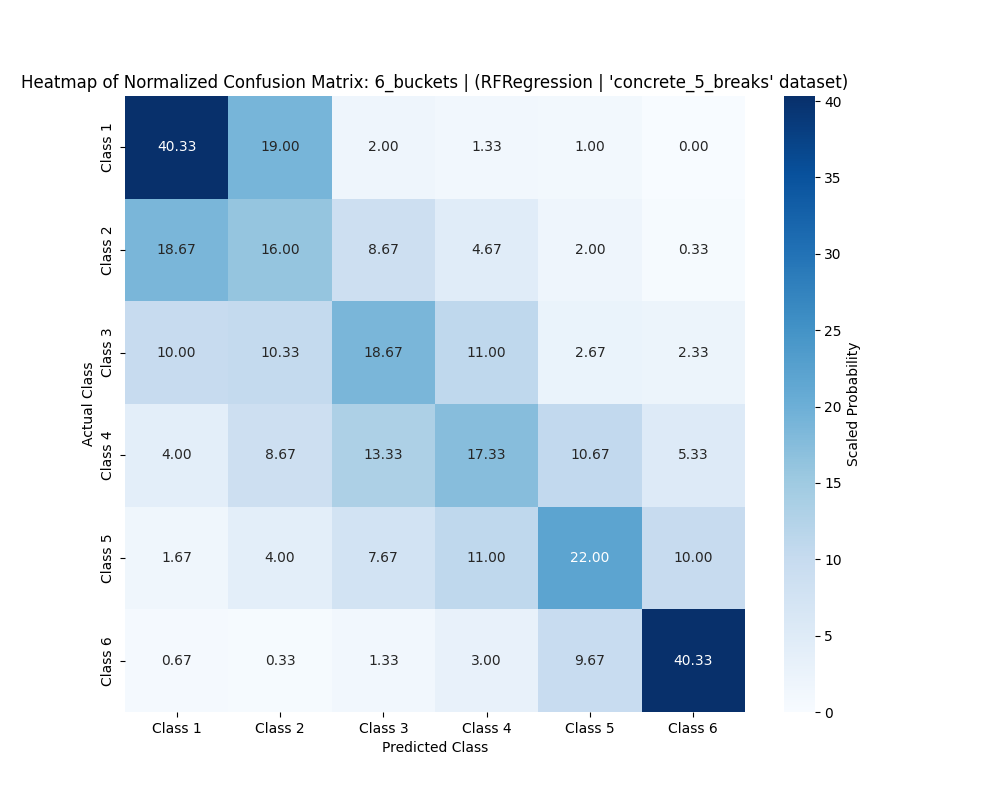 Heatmap of Normalized Confusion Matrix: 6_buckets | (RFRegression | 'concrete_5_breaks' dataset)
Class 1 40.33 19.00 2.00 1.33 1.00 0.00
Class 2 18.67 16.00 8.67 4.67 2.00 0.33
Class 3 10.00 10.33 18.67 11.00 2.67 2.33
Class 4 4.00 8.67 13.33 17.33 10.67 5.33
Class 5 1.67 4.00 7.67 11.00 22.00 10.00
Class 6 0.67 0.33 1.33 3.00 9.67 40.33
Actual Class
Class 1 Class 2 Class 3 Class 4 Class 5 Class 6
Predicted Class
40
35
30
25
20
15
10
5
0
Scaled Probability